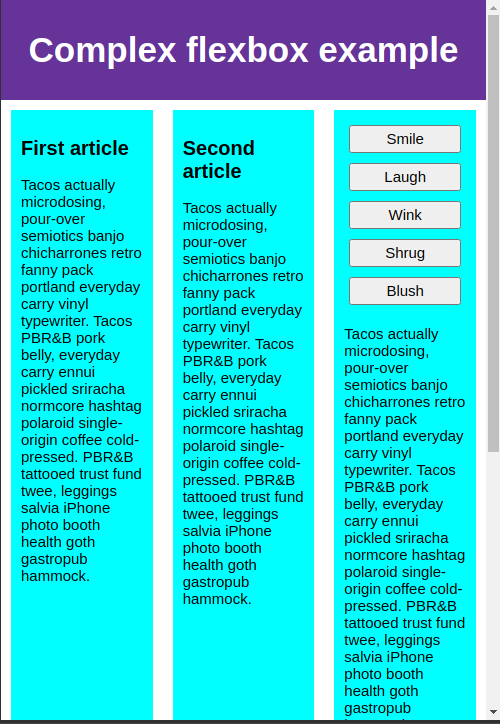 Complex flexbox example
First article
Tacos actually
microdosing,
pour-over
semiotics banjo
chicharrones retro
fanny pack
portland everyday
carry vinyl
typewriter. Tacos
PBR&B pork
belly, everyday
carry ennui
pickled sriracha
normcore hashtag
polaroid single-
origin coffee cold-
pressed. PBR&B
tattooed trust fund
twee, leggings
salvia iPhone
photo booth
health goth
gastropub
hammock.
Second
article
Tacos actually
microdosing,
pour-over
semiotics banjo
chicharrones retro
fanny pack
portland everyday
carry vinyl
typewriter. Tacos
PBR&B pork
belly, everyday
carry ennui
pickled sriracha
normcore hashtag
polaroid single-
origin coffee cold-
pressed. PBR&B
tattooed trust fund
twee, leggings
salvia iPhone
photo booth
health goth
gastropub
hammock.
Smile
Laugh
Wink
Shrug
Blush
Tacos actually
microdosing,
pour-over
semiotics banjo
chicharrones retro
fanny pack
portland everyday
carry vinyl
typewriter. Tacos
PBR&B pork
belly, everyday
carry ennui
pickled sriracha
normcore hashtag
polaroid single-
origin coffee cold-
pressed. PBR&B
tattooed trust fund
twee, leggings
salvia iPhone
photo booth
health goth
gastropub